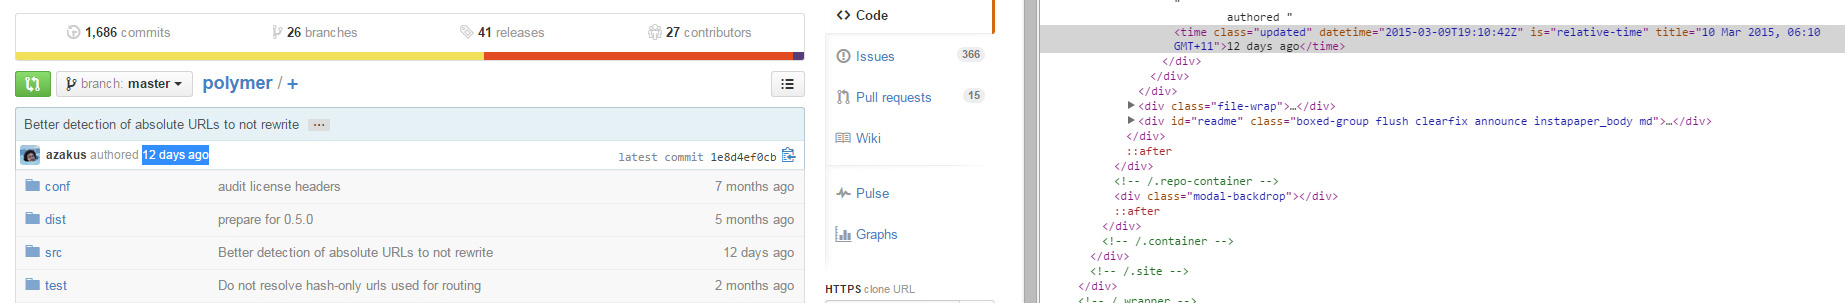 1,686 commits 26 branches 41 releases 27 contributors
branch: master polymer / +
Better detection of absolute URLs to not rewrite ...
azakus authored 12 days ago latest commit 1e8d4ef0cb
conf audit license headers 7 months ago
dist prepare for 0.5.0 5 months ago
src Better detection of absolute URLs to not rewrite 12 days ago
test Do not resolve hash-only urls used for routing 2 months ago
<> Code
Issues 366
Pull requests 15
Wiki
Pulse
Graphs
HTTPS clone URL
"
authored "
<time class="updated" datetime="2015-03-09T19:10:42Z" is="relative-time" title="10 Mar 2015, 06:10
GMT+11">12 days ago</time>
</div>
</div>
</div>
<div class="file-wrap">…</div>
<div id="readme" class="boxed-group flush clearfix announce instapaper_body md">…</div>
</div>
::after
</div>
<!-- /.repo-container -->
<div class="modal-backdrop"></div>
::after
</div>
<!-- /.container -->
</div>
<!-- /.site -->
</div>
<!-- /.wrapper -->